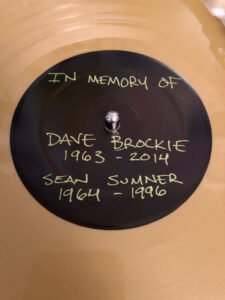 IN MEMORY OF
DAVE BROCKIE
1963 - 2014
SEAN SUMNER
1964 - 1996